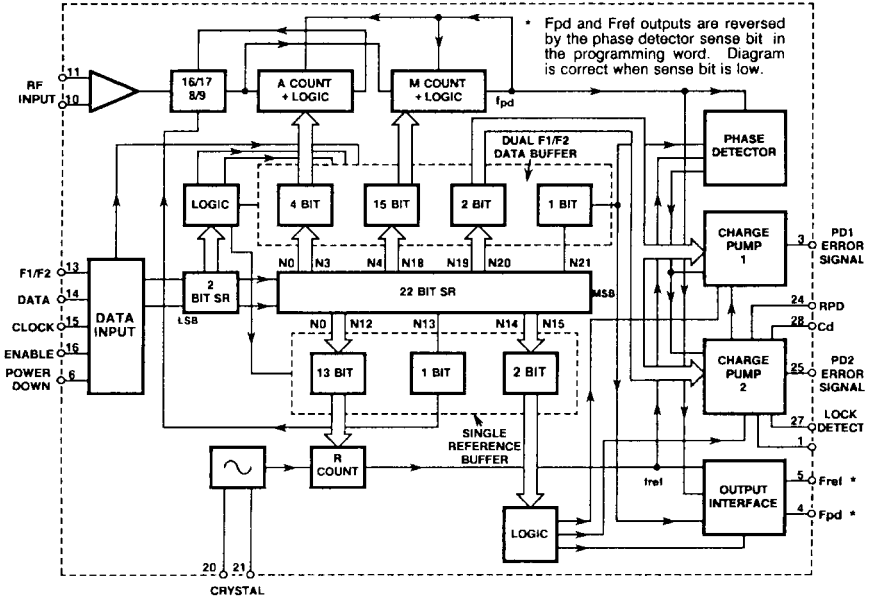 * Fpd and Fref outputs are reversed
by the phase detector sense bit in
the programming word. Diagram
is correct when sense bit is low.
11
RF
INPUT
10
16/17
8/9
A COUNT
+ LOGIC
M COUNT
+ LOGIC
fpd
PHASE
DETECTOR
DUAL F1/F2
DATA BUFFER
LOGIC
4 BIT
15 BIT
2 BIT
1 BIT
CHARGE
PUMP
1
3
PD1
ERROR
SIGNAL
N0
N3
N4
N18
N19
N20
N21
F1/F2
13
DATA
14
CLOCK
15
ENABLE
16
POWER
DOWN
6
DATA
INPUT
2
BIT SR
LSB
22 BIT SR
MSB
24
RPD
28
Cd
N0
N12
N13
N14
N15
CHARGE
PUMP
2
25
PD2
ERROR
SIGNAL
13 BIT
1 BIT
2 BIT
27
LOCK
DETECT
1
SINGLE
REFERENCE
BUFFER
R
COUNT
fref
OUTPUT
INTERFACE
5
Fref *
4
Fpd *
LOGIC
20
21
CRYSTAL